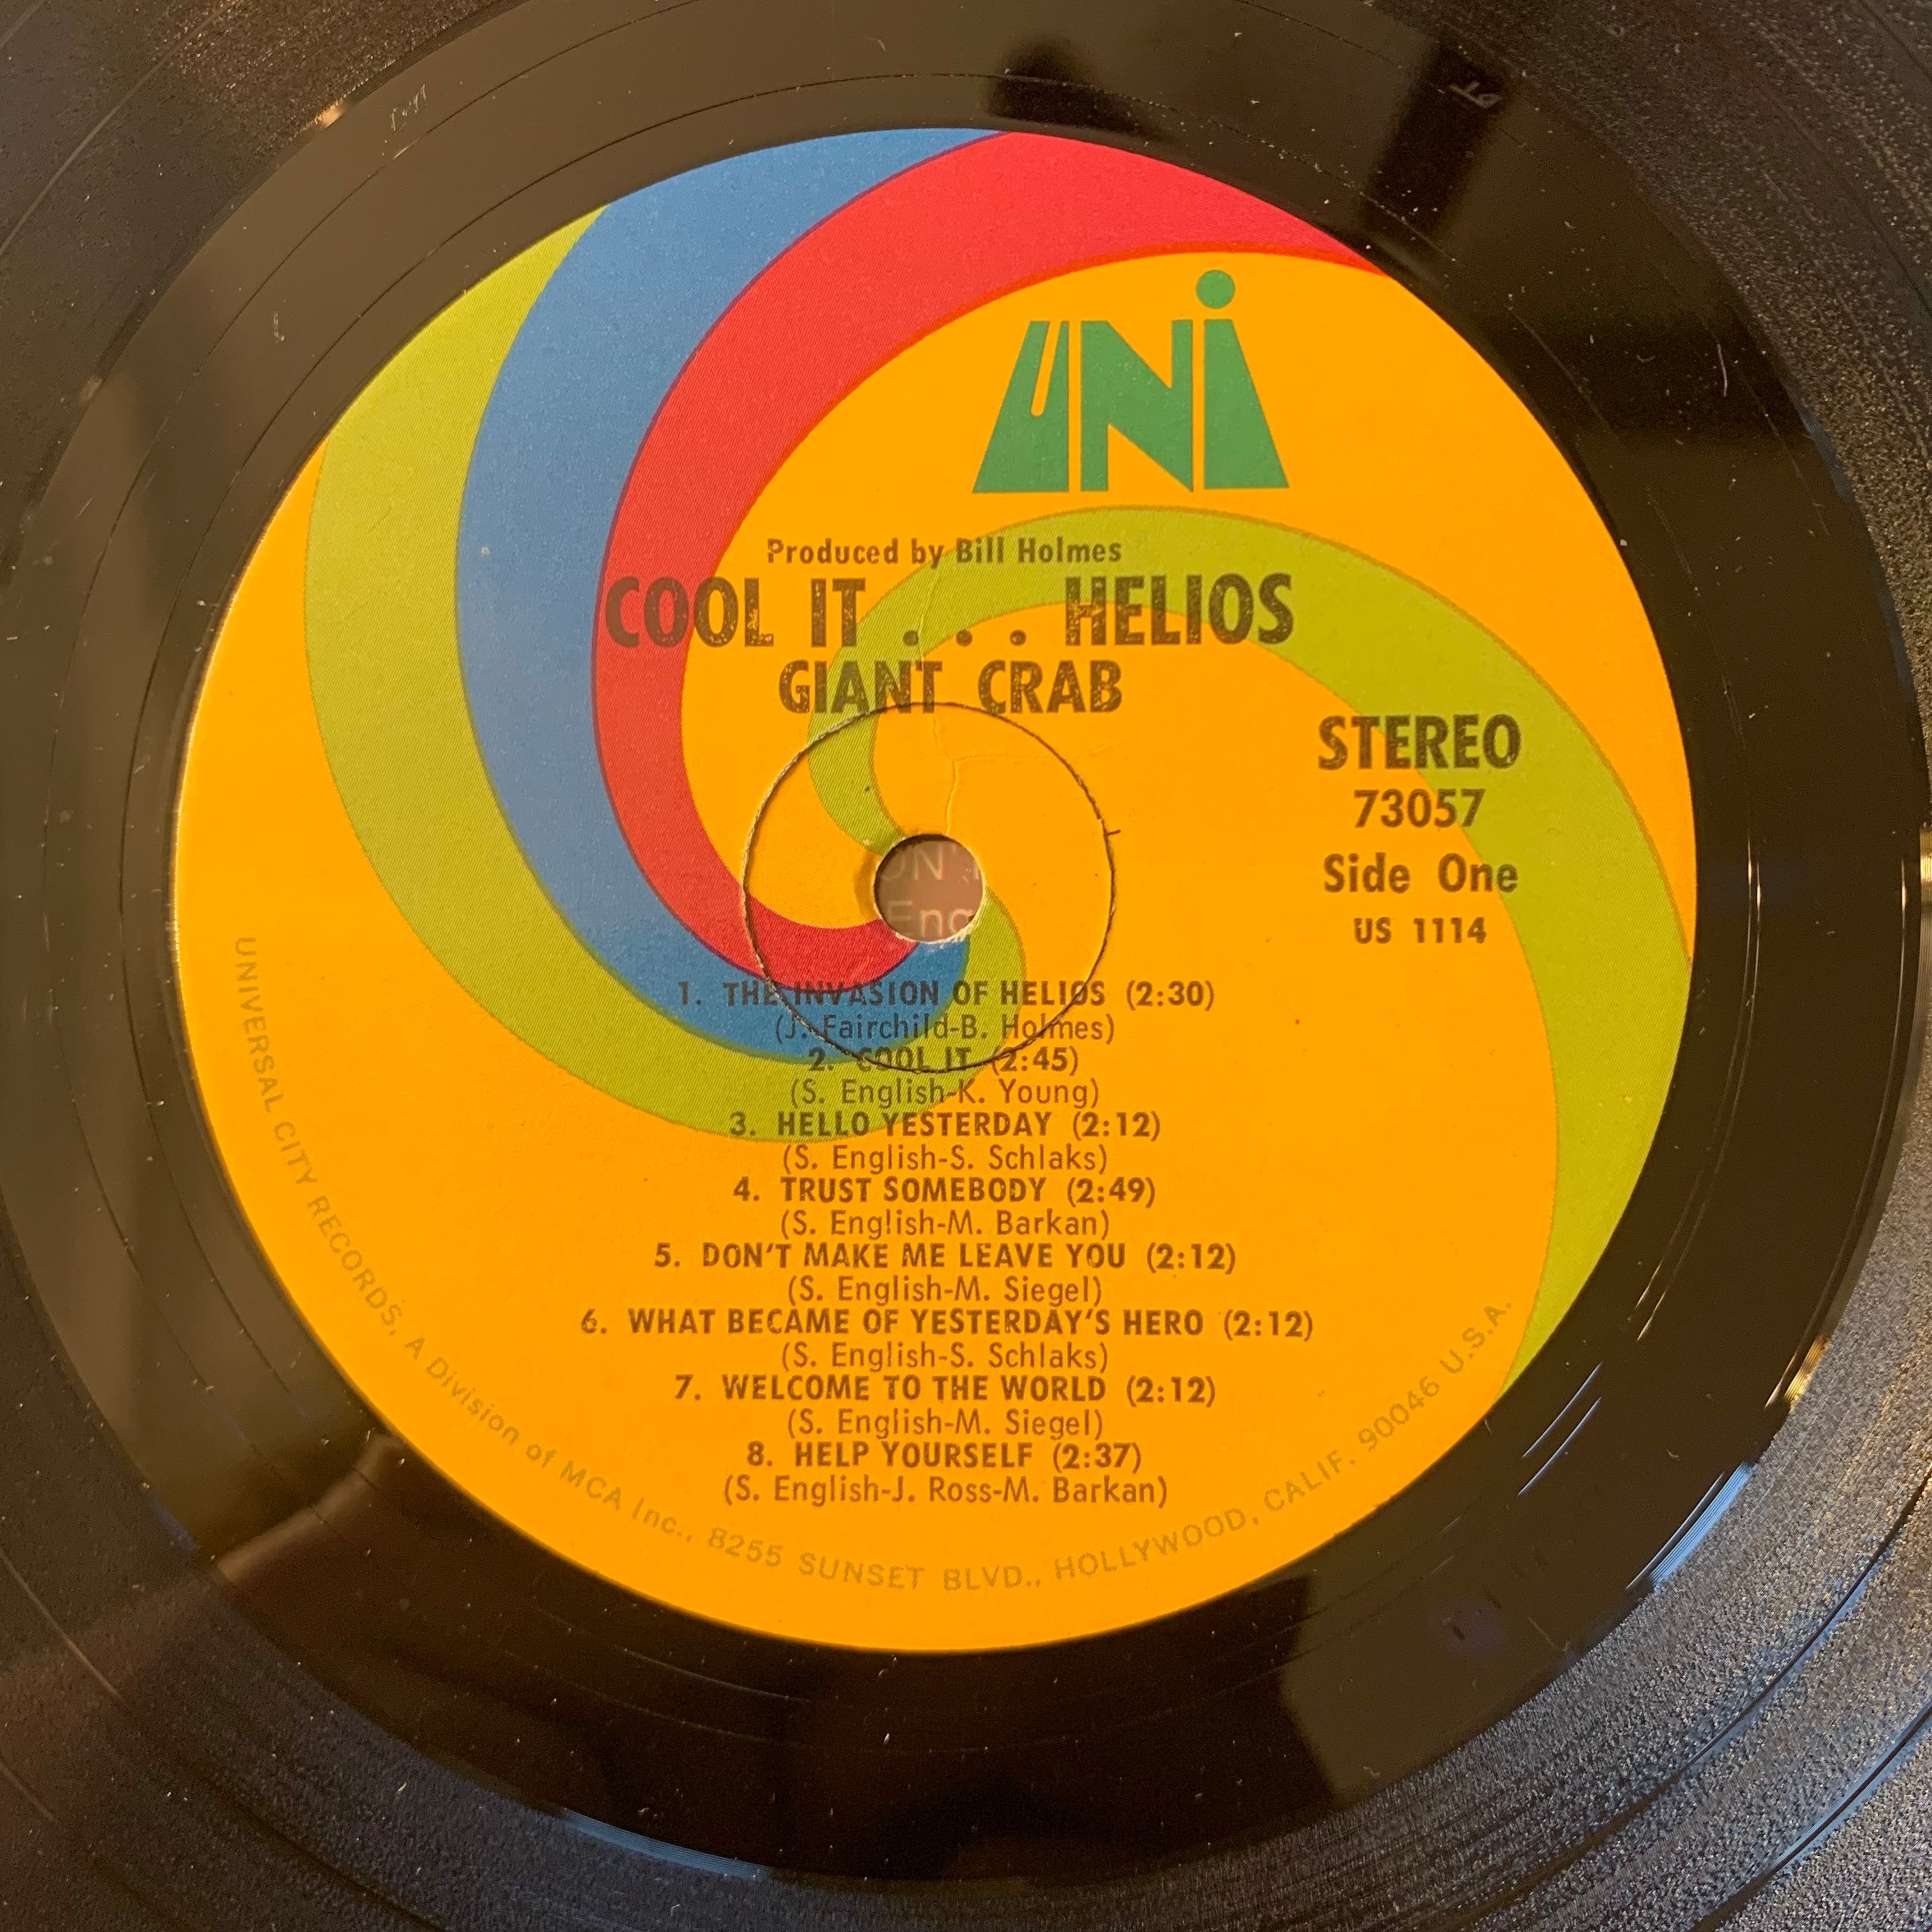 UNi
Produced by Bill Holmes
COOL IT . . . HELIOS
GIANT CRAB
STEREO
73057
Side One
US 1114
1. THE INVASION OF HELIOS (2:30)
(J. Fairchild-B. Holmes)
2. COOL IT (2:45)
(S. English-K. Young)
3. HELLO YESTERDAY (2:12)
(S. English-S. Schlaks)
4. TRUST SOMEBODY (2:49)
(S. English-M. Barkan)
5. DON'T MAKE ME LEAVE YOU (2:12)
(S. English-M. Siegel)
6. WHAT BECAME OF YESTERDAY'S HERO (2:12)
(S. English-S. Schlaks)
7. WELCOME TO THE WORLD (2:12)
(S. English-M. Siegel)
8. HELP YOURSELF (2:37)
(S. English-J. Ross-M. Barkan)
UNIVERSAL CITY RECORDS, A Division of MCA Inc., 8255 SUNSET BLVD., HOLLYWOOD, CALIF. 90046 U.S.A.